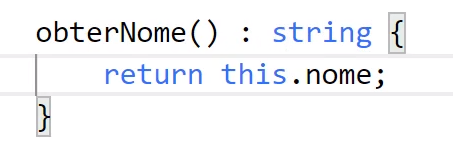 obterNome() : string {
    return this.nome;
}